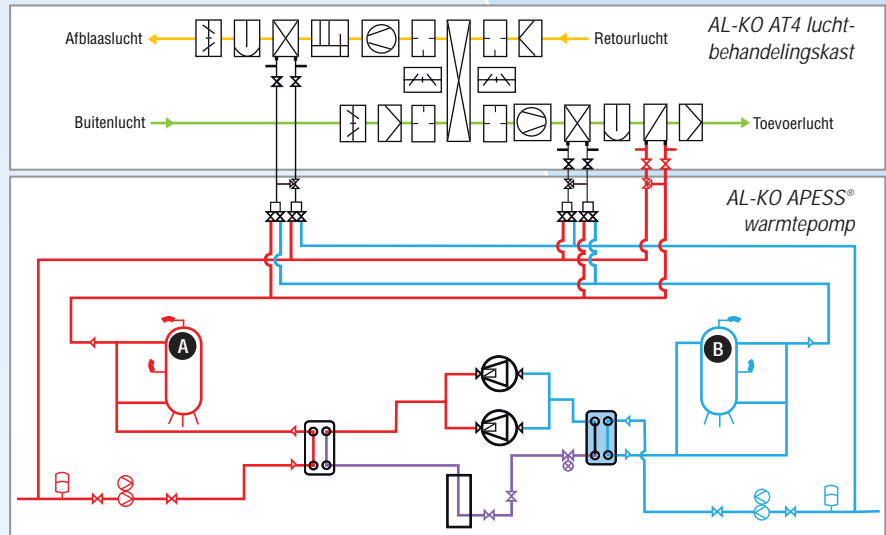 AL-KO AT4 lucht-
behandelingskast
Afblaaslucht
Retourlucht
Buitenlucht
Toevoerlucht
AL-KO APESS®
warmtepomp
A
B